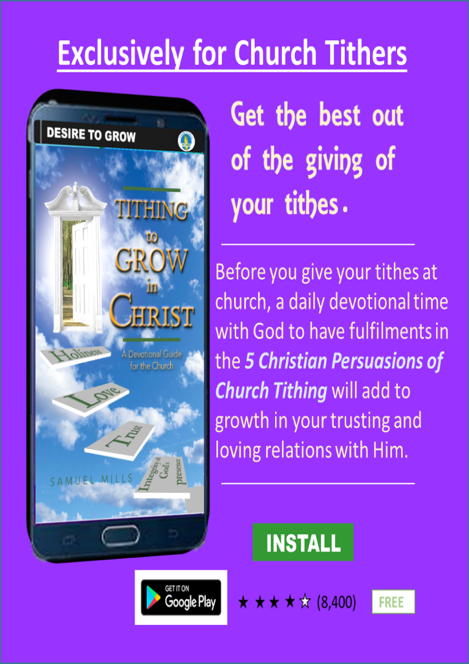 Exclusively for Church Tithers
DESIRE TO GROW
TITHING
to
GROW
in
CHRIST
A Devotional Guide
for the Church
Holiness
Love
Trust
Integrity in
God's
presence
SAMUEL MILLS
Get the best out
of the giving of
your tithes.
Before you give your tithes at
church, a daily devotional time
with God to have fulfilments in
the 5 Christian Persuasions of
Church Tithing will add to
growth in your trusting and
loving relations with Him.
INSTALL
GET IT ON
Google Play
★ ★ ★ ★ ☆ (8,400)
FREE